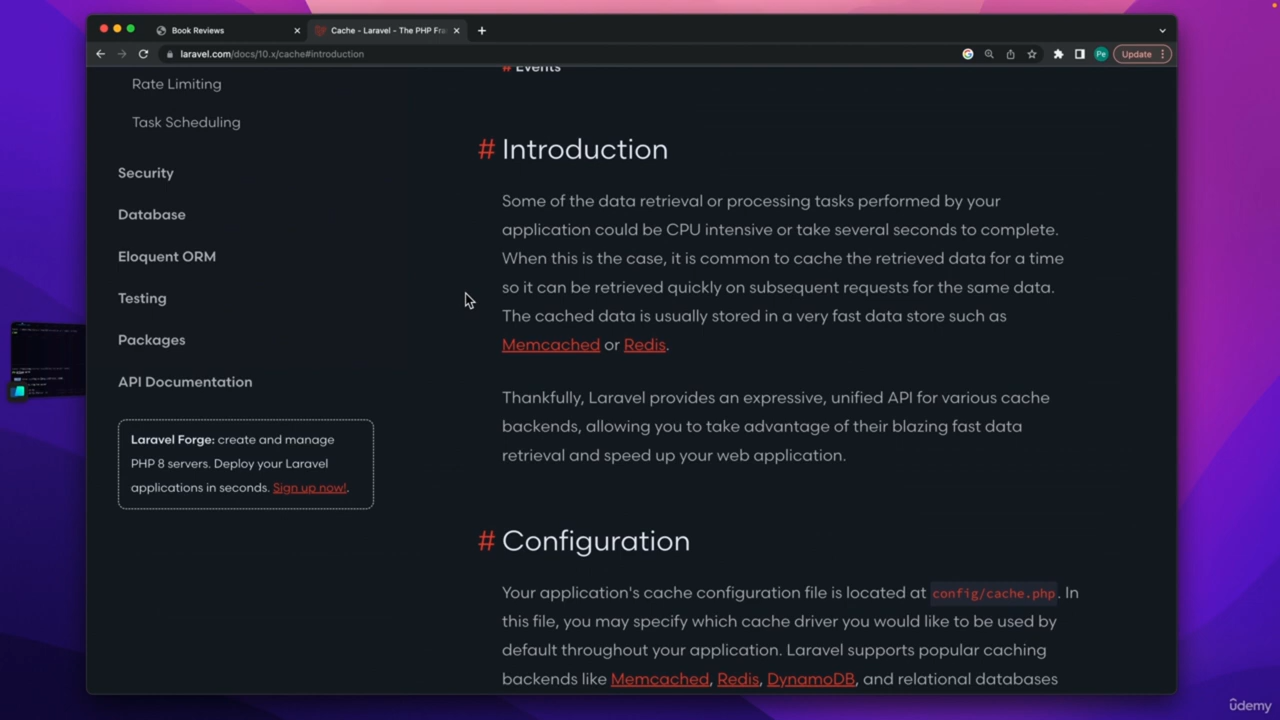 Book Reviews
Cache - Laravel - The PHP Fra
laravel.com/docs/10.x/cache#introduction
Pe
Update
Rate Limiting
Task Scheduling
Security
Database
Eloquent ORM
Testing
Packages
API Documentation
Laravel Forge: create and manage
PHP 8 servers. Deploy your Laravel
applications in seconds. Sign up now!.
# Events
# Introduction
Some of the data retrieval or processing tasks performed by your
application could be CPU intensive or take several seconds to complete.
When this is the case, it is common to cache the retrieved data for a time
so it can be retrieved quickly on subsequent requests for the same data.
The cached data is usually stored in a very fast data store such as
Memcached or Redis.
Thankfully, Laravel provides an expressive, unified API for various cache
backends, allowing you to take advantage of their blazing fast data
retrieval and speed up your web application.
# Configuration
Your application's cache configuration file is located at config/cache.php. In
this file, you may specify which cache driver you would like to be used by
default throughout your application. Laravel supports popular caching
backends like Memcached, Redis, DynamoDB, and relational databases
ûdemy